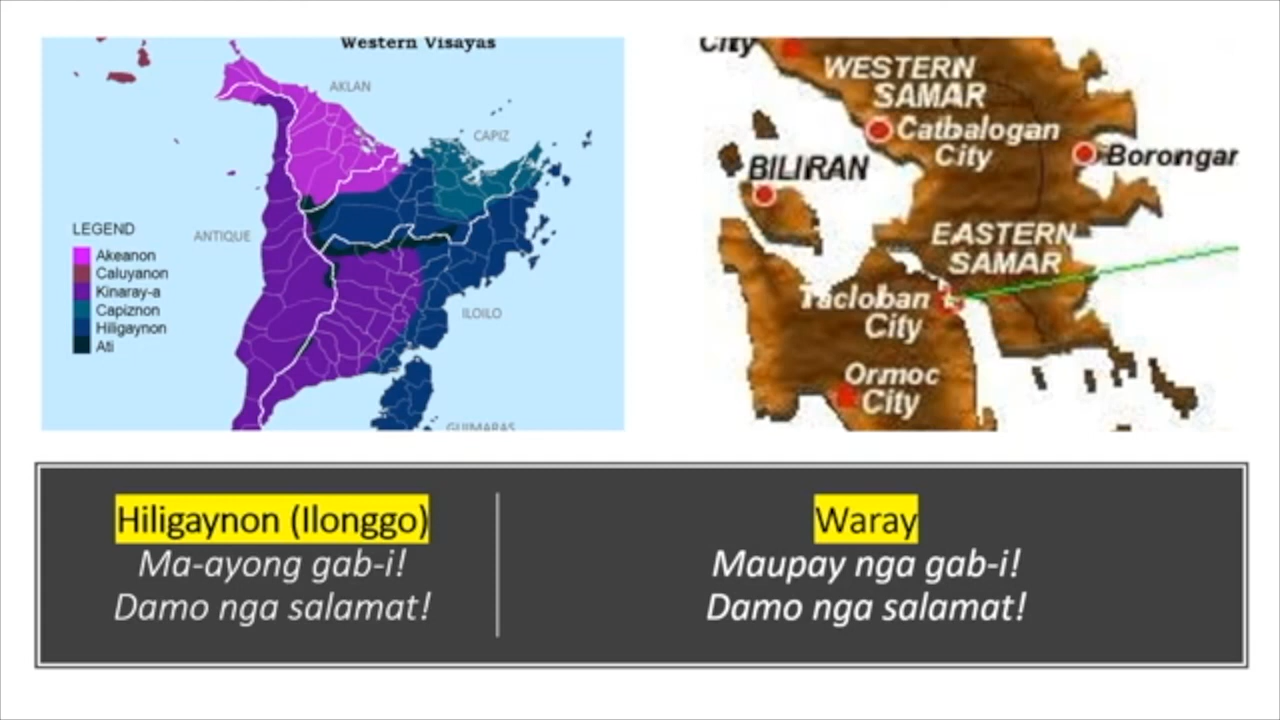 Western Visayas
AKLAN
CAPIZ
ANTIQUE
ILOILO
LEGEND
Akeanon
Caluyanon
Kinaray-a
Capiznon
Hiligaynon
Ati
GUIMARAS
City
WESTERN
SAMAR
Catbalogan
City
Borongar
BILIRAN
EASTERN
SAMAR
Tacloban
City
Ormoc
City
Hiligaynon (Ilonggo)
Ma-ayong gab-i!
Damo nga salamat!
Waray
Maupay nga gab-i!
Damo nga salamat!